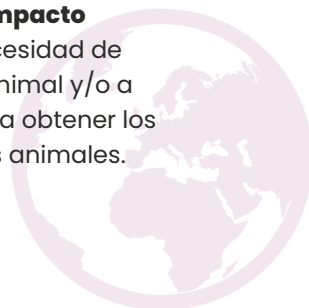 mpacto
cesidad de
nimal y/o a
a obtener los
s animales.